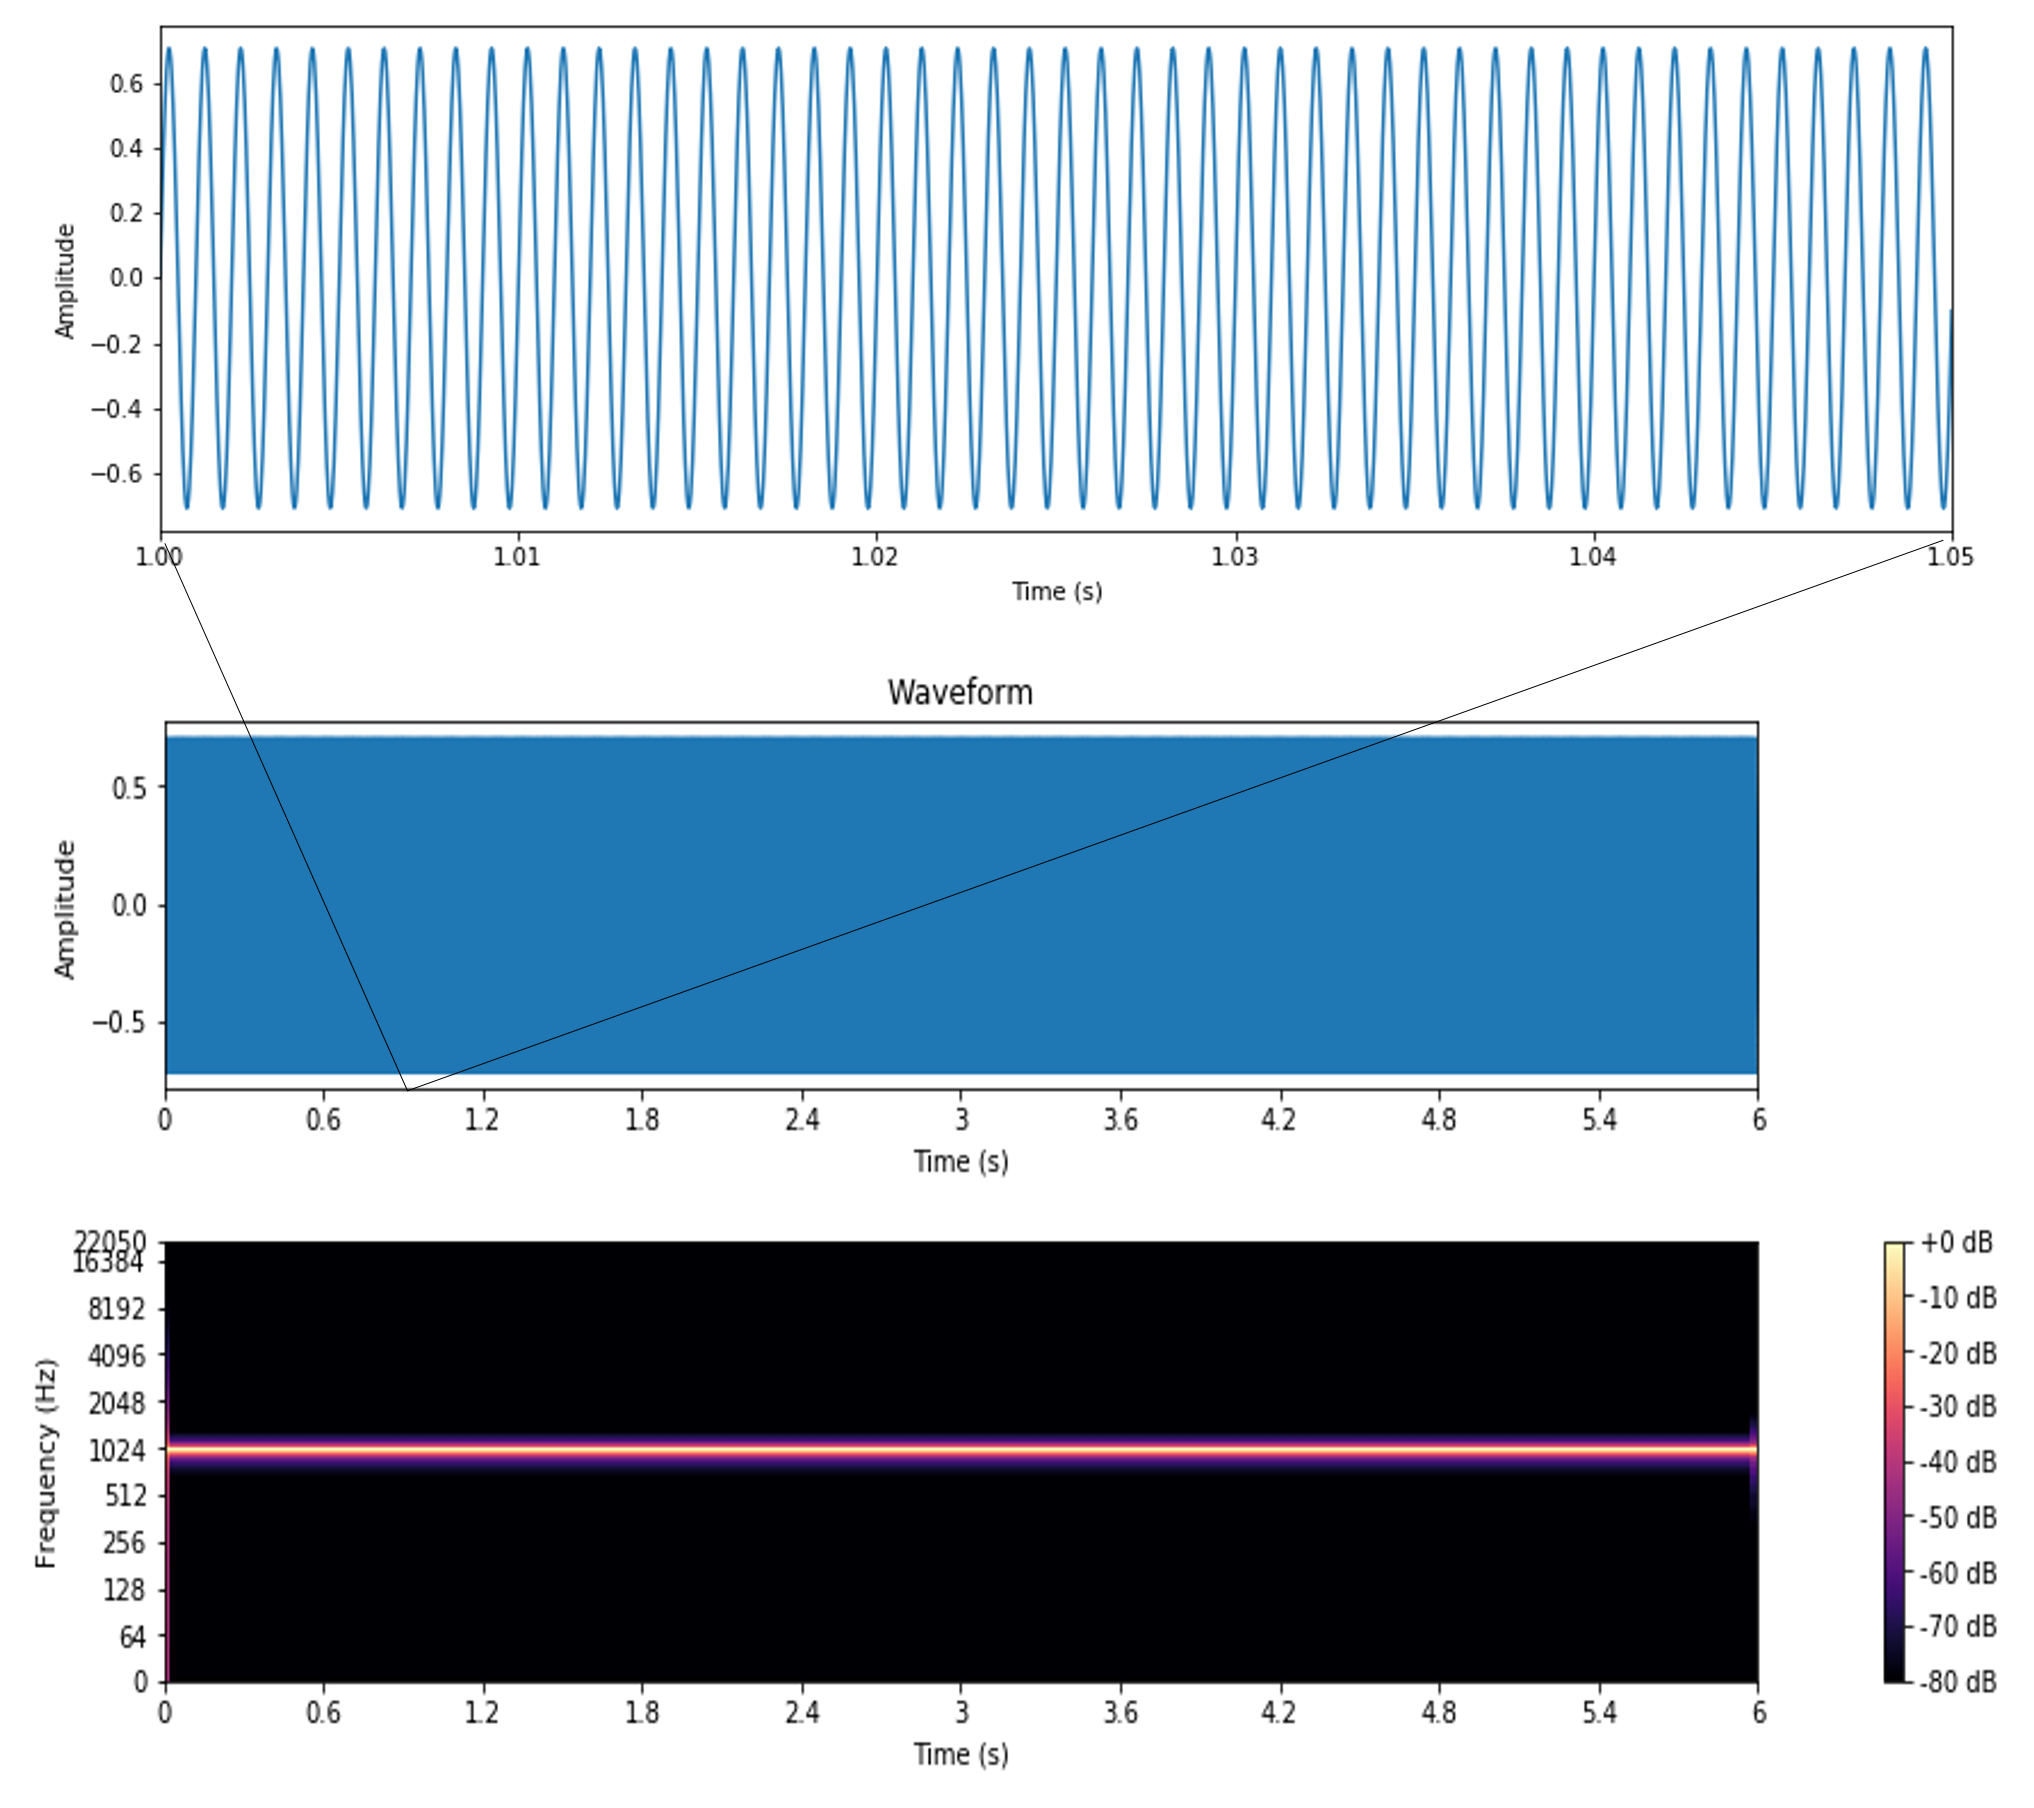 0.6
0.4
0.2
0.0
−0.2
−0.4
−0.6
Amplitude
1.00 1.01 1.02 1.03 1.04 1.05
Time (s)
Waveform
0.5
0.0
−0.5
Amplitude
0 0.6 1.2 1.8 2.4 3 3.6 4.2 4.8 5.4 6
Time (s)
22050
16384
8192
4096
2048
1024
512
256
128
64
0
Frequency (Hz)
0 0.6 1.2 1.8 2.4 3 3.6 4.2 4.8 5.4 6
Time (s)
+0 dB
-10 dB
-20 dB
-30 dB
-40 dB
-50 dB
-60 dB
-70 dB
-80 dB